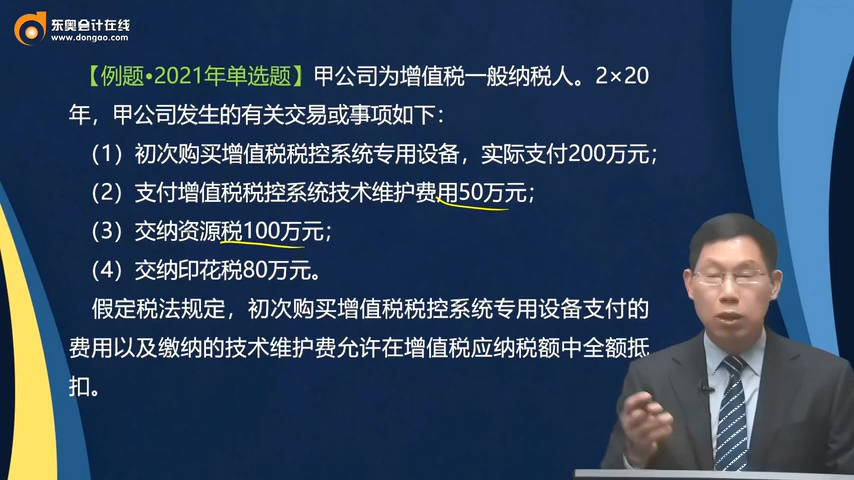 东奥会计在线
www.dongao.com
【例题•2021年单选题】甲公司为增值税一般纳税人。2×20
年，甲公司发生的有关交易或事项如下：
（1）初次购买增值税税控系统专用设备，实际支付200万元；
（2）支付增值税税控系统技术维护费用50万元；
（3）交纳资源税100万元；
（4）交纳印花税80万元。
假定税法规定，初次购买增值税税控系统专用设备支付的
费用以及缴纳的技术维护费允许在增值税应纳税额中全额抵
扣。